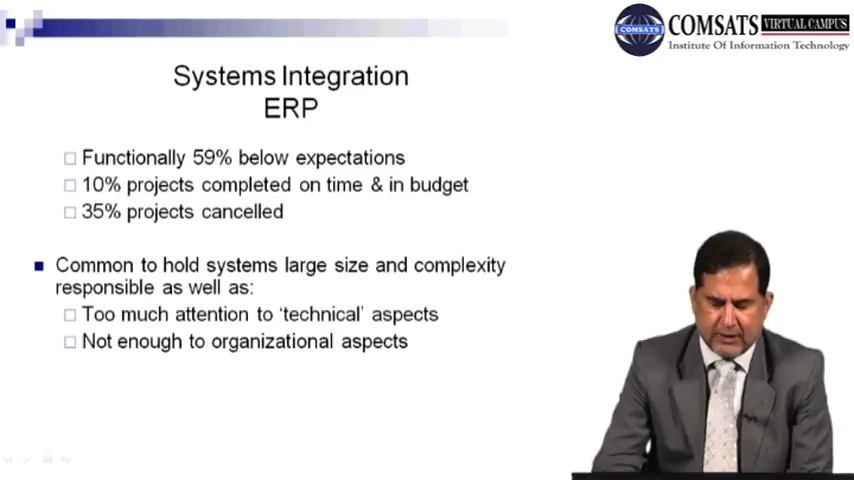 COMSATS
COMSATS VIRTUAL CAMPUS
Institute Of Information Technology
Systems Integration
ERP
Functionally 59% below expectations
10% projects completed on time & in budget
35% projects cancelled
Common to hold systems large size and complexity
responsible as well as:
Too much attention to ‘technical’ aspects
Not enough to organizational aspects